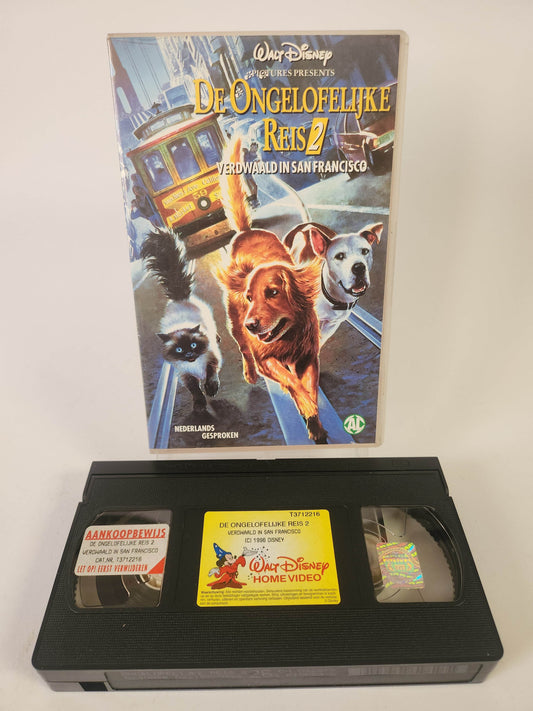 WALT DISNEY
PICTURES PRESENTS
DE ONGELOFELIJKE
REIS 2
VERDWAALD IN SAN FRANCISCO
NEDERLANDS
GESPROKEN
AL
AANKOOPBEWIJS
DE ONGELOFELIJKE REIS 2
VERDWAALD IN SAN FRANCISCO
CAT.NR. 73712216
LET OP! EERST VERWIJDEREN
T3712216
DE ONGELOFELIJKE REIS 2
VERDWAALD IN SAN FRANCISCO
(C) 1996 DISNEY
WALT DISNEY
HOME VIDEO